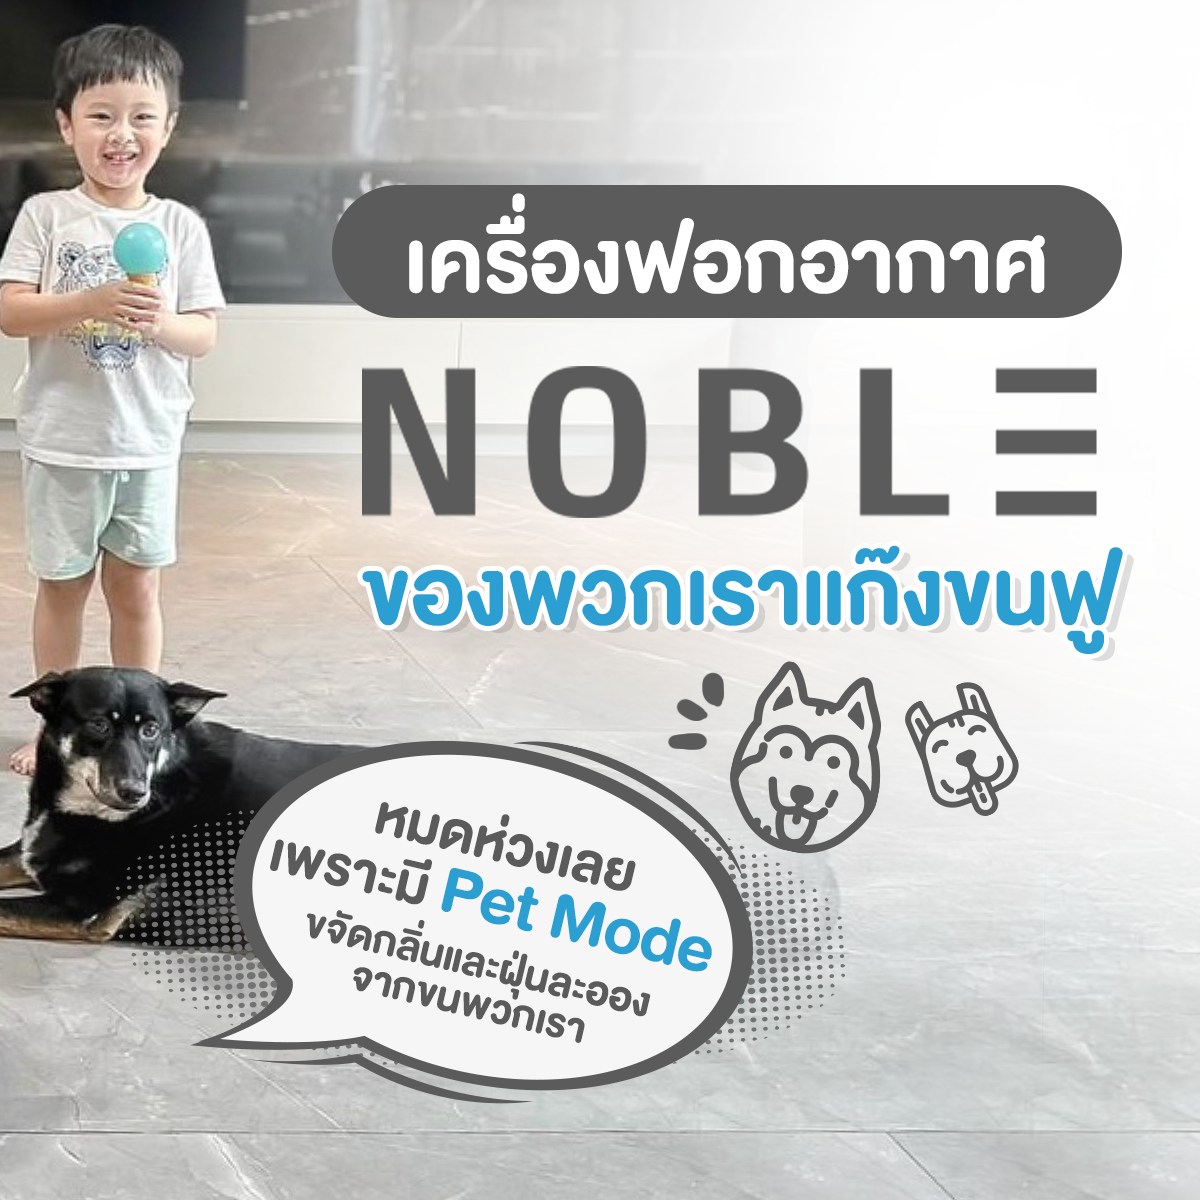 เครื่องฟอกอากาศ
NOBLE
ของพวกเราแก๊งขนฟู
หมดห่วงเลย
เพราะมี Pet Mode
ขจัดกลิ่นและฝุ่นละออง
จากขนพวกเรา